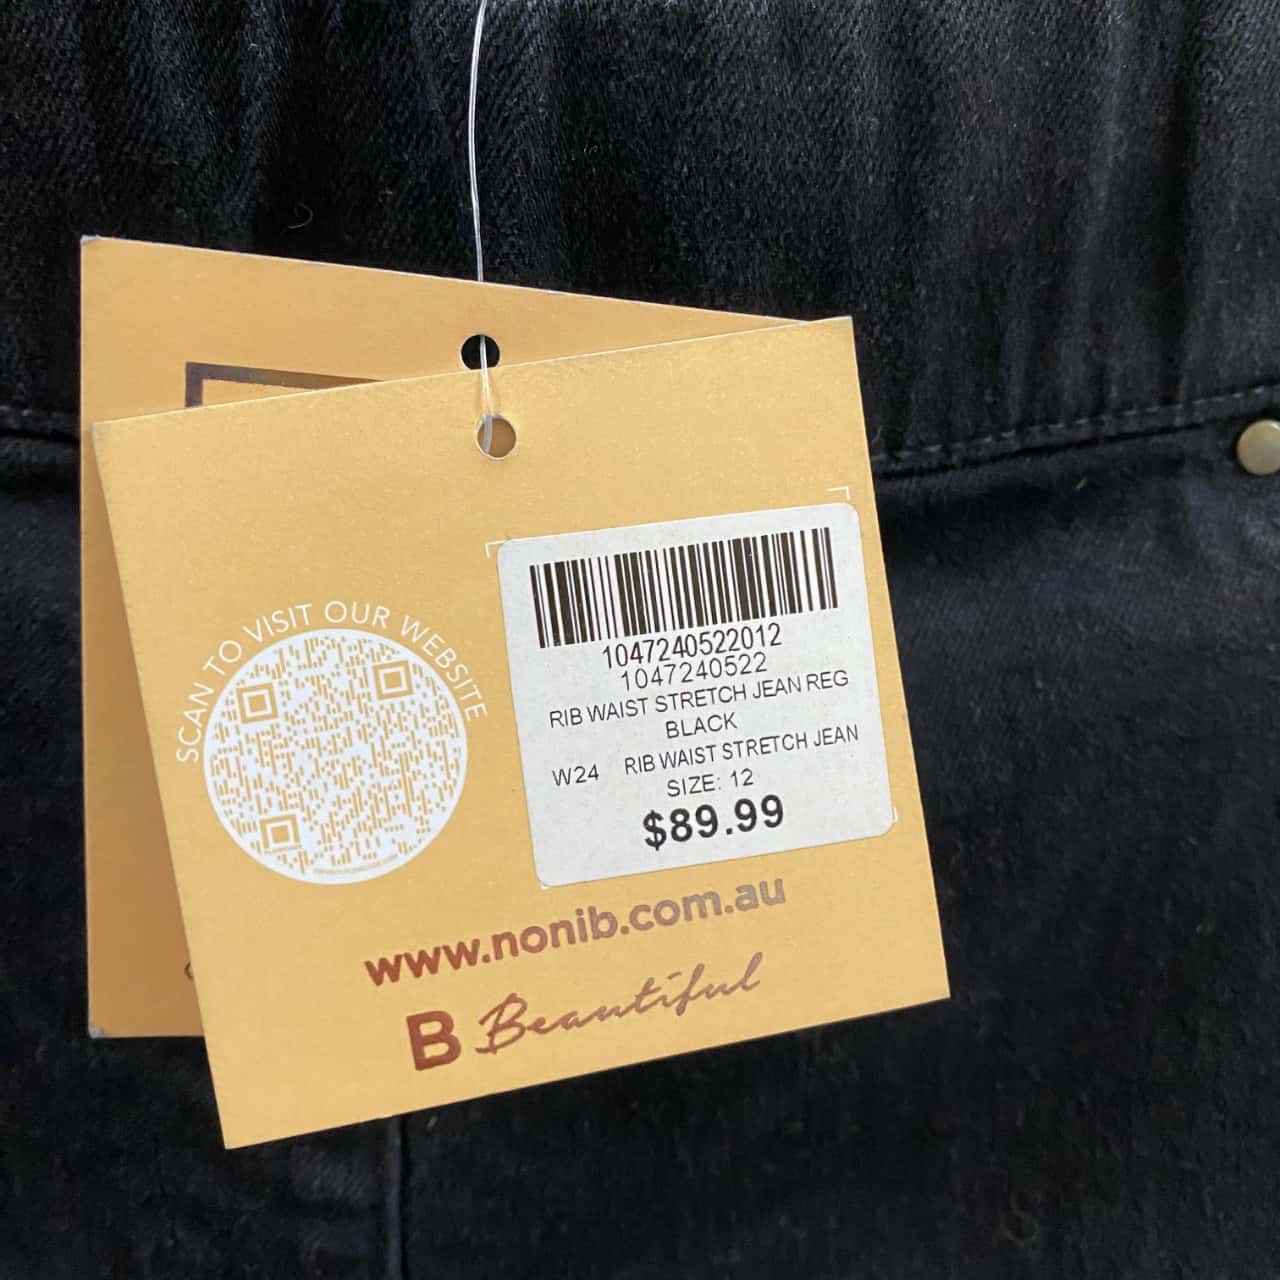 SCAN TO VISIT OUR WEBSITE
1047240522012
1047240522
RIB WAIST STRETCH JEAN REG
BLACK
W24 RIB WAIST STRETCH JEAN
SIZE: 12
$89.99
www.nonib.com.au
B Beautiful